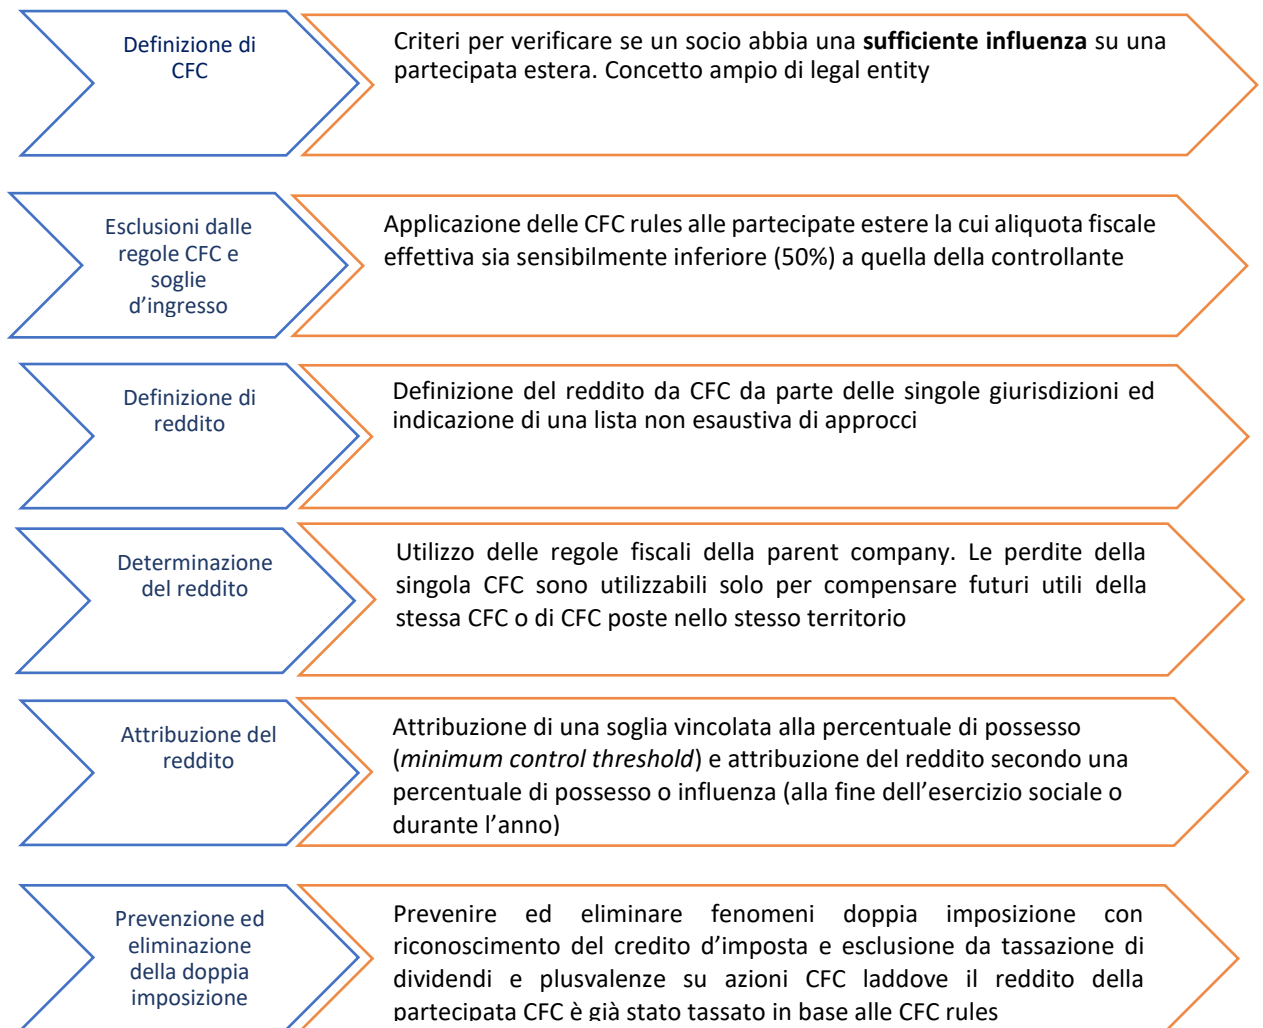 Definizione di
CFC
Criteri per verificare se un socio abbia una sufficiente influenza su una
partecipata estera. Concetto ampio di legal entity
Esclusioni dalle
regole CFC e
soglie
d’ingresso
Applicazione delle CFC rules alle partecipate estere la cui aliquota fiscale
effettiva sia sensibilmente inferiore (50%) a quella della controllante
Definizione di
reddito
Definizione del reddito da CFC da parte delle singole giurisdizioni ed
indicazione di una lista non esaustiva di approcci
Determinazione
del reddito
Utilizzo delle regole fiscali della parent company. Le perdite della
singola CFC sono utilizzabili solo per compensare futuri utili della
stessa CFC o di CFC poste nello stesso territorio
Attribuzione del
reddito
Attribuzione di una soglia vincolata alla percentuale di possesso
(minimum control threshold) e attribuzione del reddito secondo una
percentuale di possesso o influenza (alla fine dell’esercizio sociale o
durante l’anno)
Prevenzione ed
eliminazione
della doppia
imposizione
Prevenire ed eliminare fenomeni doppia imposizione con
riconoscimento del credito d’imposta e esclusione da tassazione di
dividendi e plusvalenze su azioni CFC laddove il reddito della
partecipata CFC è già stato tassato in base alle CFC rules